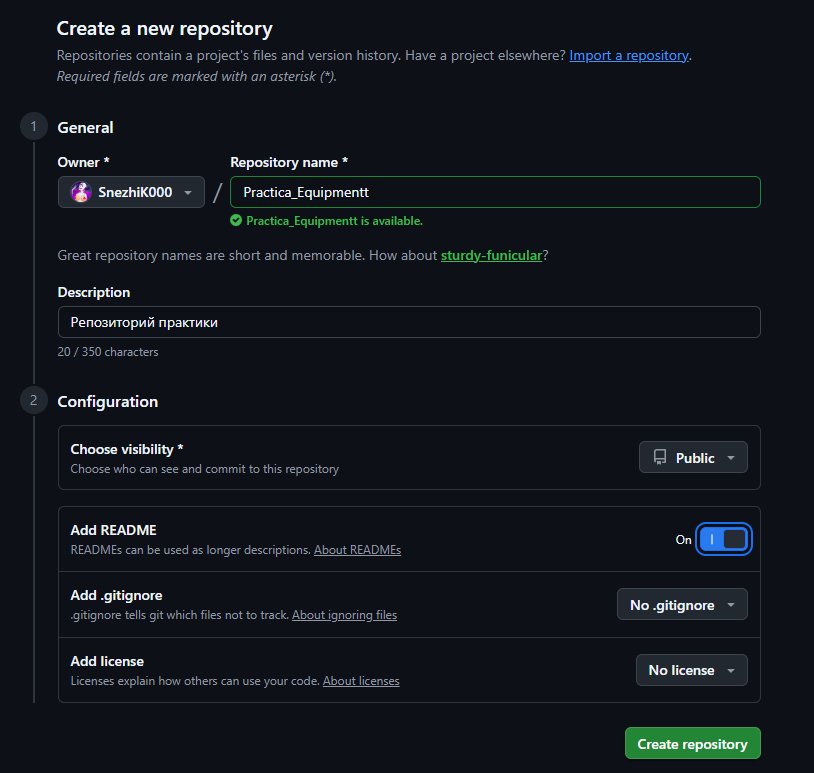 Create a new repository
Repositories contain a project's files and version history. Have a project elsewhere? Import a repository.
Required fields are marked with an asterisk (*).
1 General
Owner * Repository name *
SnezhiK000 / Practica_Equipmentt
Practica_Equipmentt is available.
Great repository names are short and memorable. How about sturdy-funicular?
Description
Репозиторий практики
20 / 350 characters
2 Configuration
Choose visibility *
Choose who can see and commit to this repository
Public
Add README
READMEs can be used as longer descriptions. About READMEs
On
Add .gitignore
.gitignore tells git which files not to track. About ignoring files
No .gitignore
Add license
Licenses explain how others can use your code. About licenses
No license
Create repository